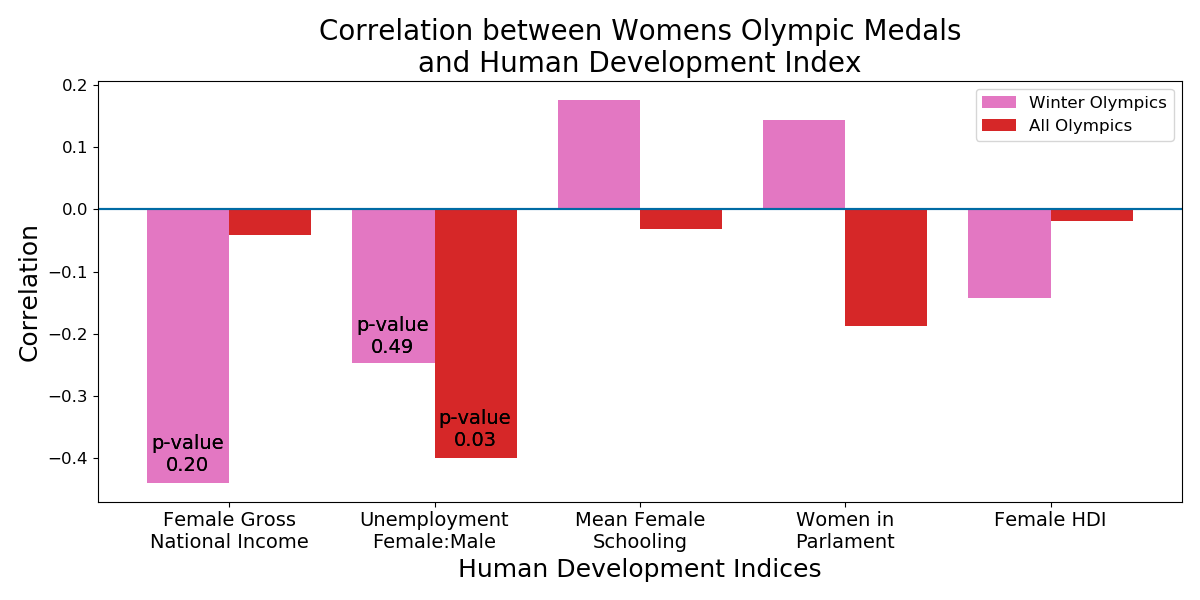 Correlation between Womens Olympic Medals
and Human Development Index
Winter Olympics
All Olympics
0.2
0.1
0.0
−0.1
−0.2
−0.3
−0.4
Correlation
p-value
0.20
p-value
0.49
p-value
0.03
Female Gross
National Income
Unemployment
Female:Male
Mean Female
Schooling
Women in
Parlament
Female HDI
Human Development Indices